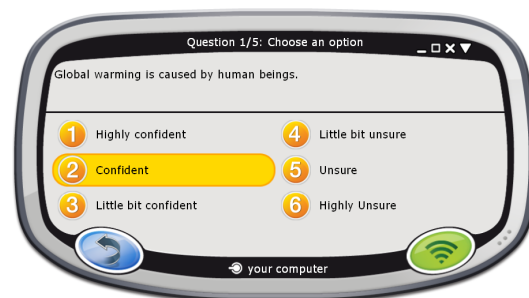 Question 1/5: Choose an option
Global warming is caused by human beings.
1 Highly confident
2 Confident
3 Little bit confident
4 Little bit unsure
5 Unsure
6 Highly Unsure
your computer